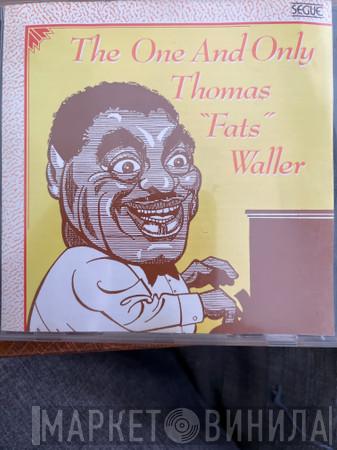 SEGUE
The One And Only
Thomas
"Fats"
Waller
МАРКЕТ ВИНИЛА